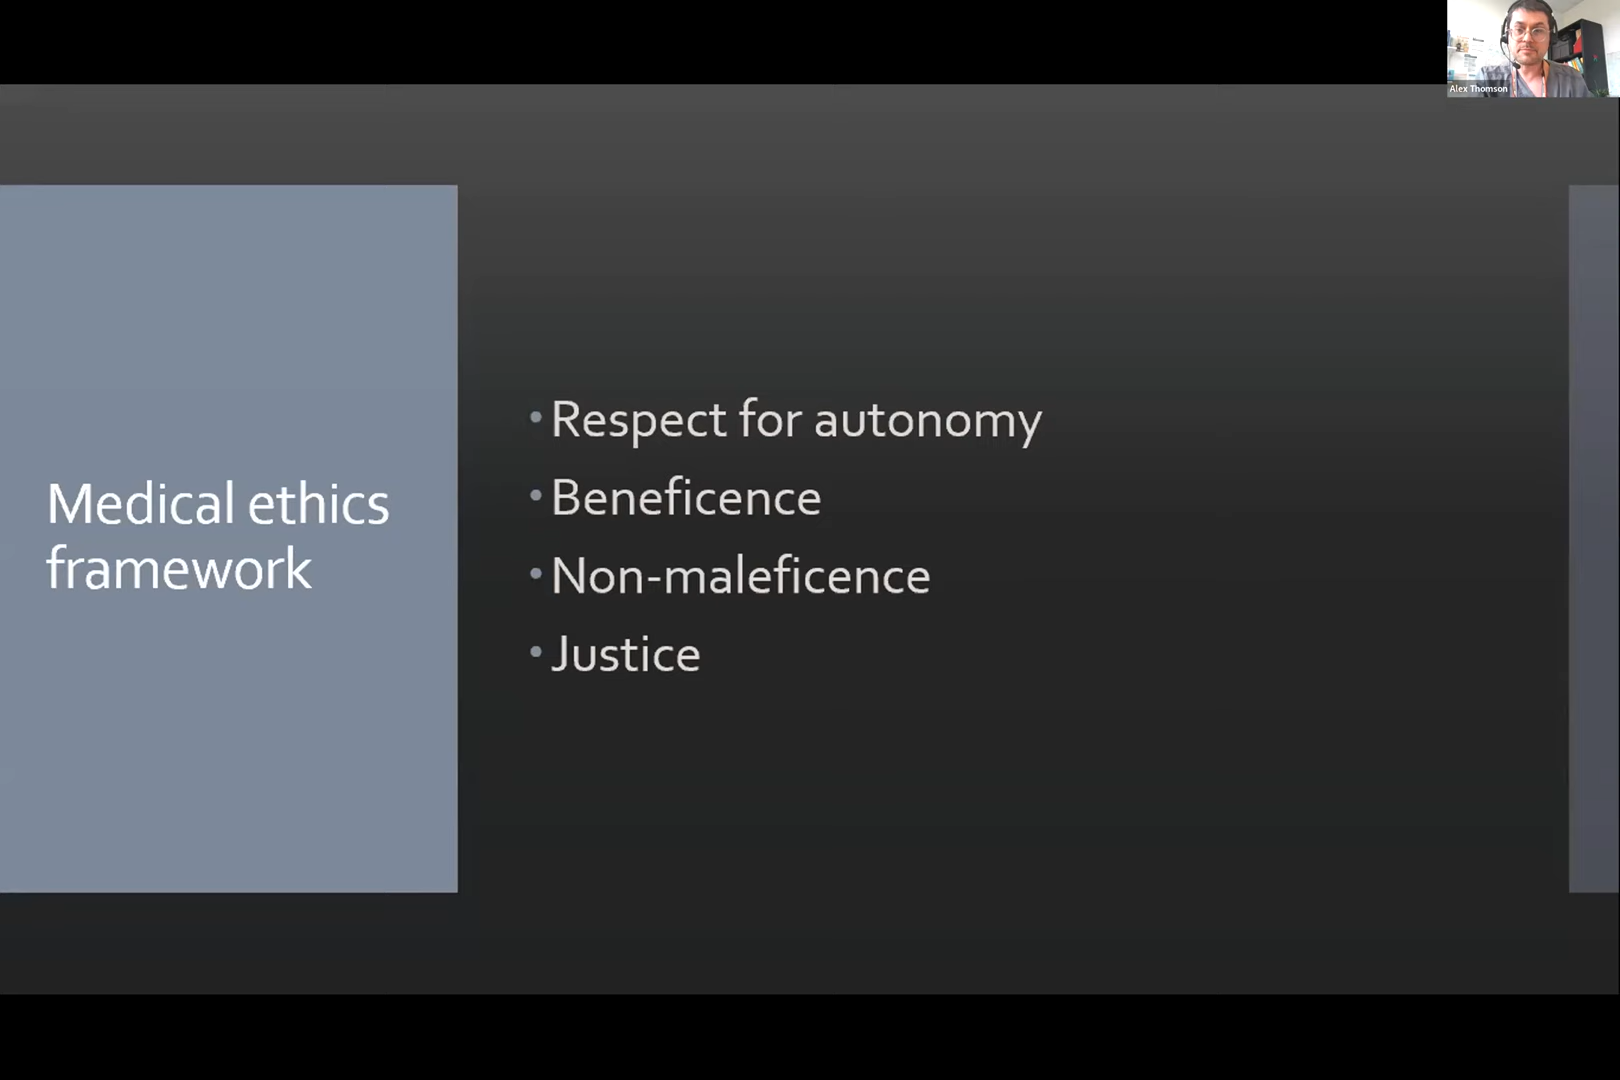 Alex Thomson
Medical ethics
framework
Respect for autonomy
Beneficence
Non-maleficence
Justice